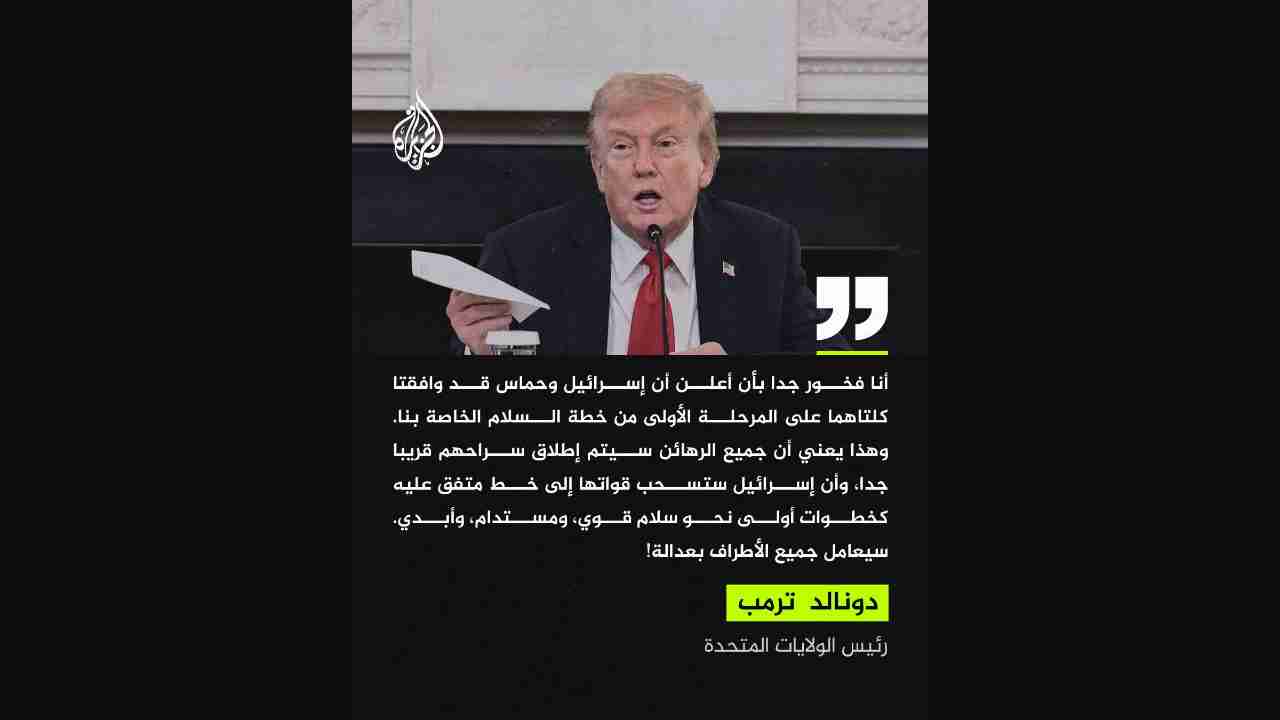 الجزيرة
أنا فخور جدا بأن أعلن أن إسرائيل وحماس قد وافقتا
كلتاهما على المرحلة الأولى من خطة السلام الخاصة بنا.
وهذا يعني أن جميع الرهائن سيتم إطلاق سراحهم قريبا
جدا، وأن إسرائيل ستسحب قواتها إلى خط متفق عليه
كخطوات أولى نحو سلام قوي، ومستدام، وأبدي.
سيعامل جميع الأطراف بعدالة!
دونالد ترمب
رئيس الولايات المتحدة